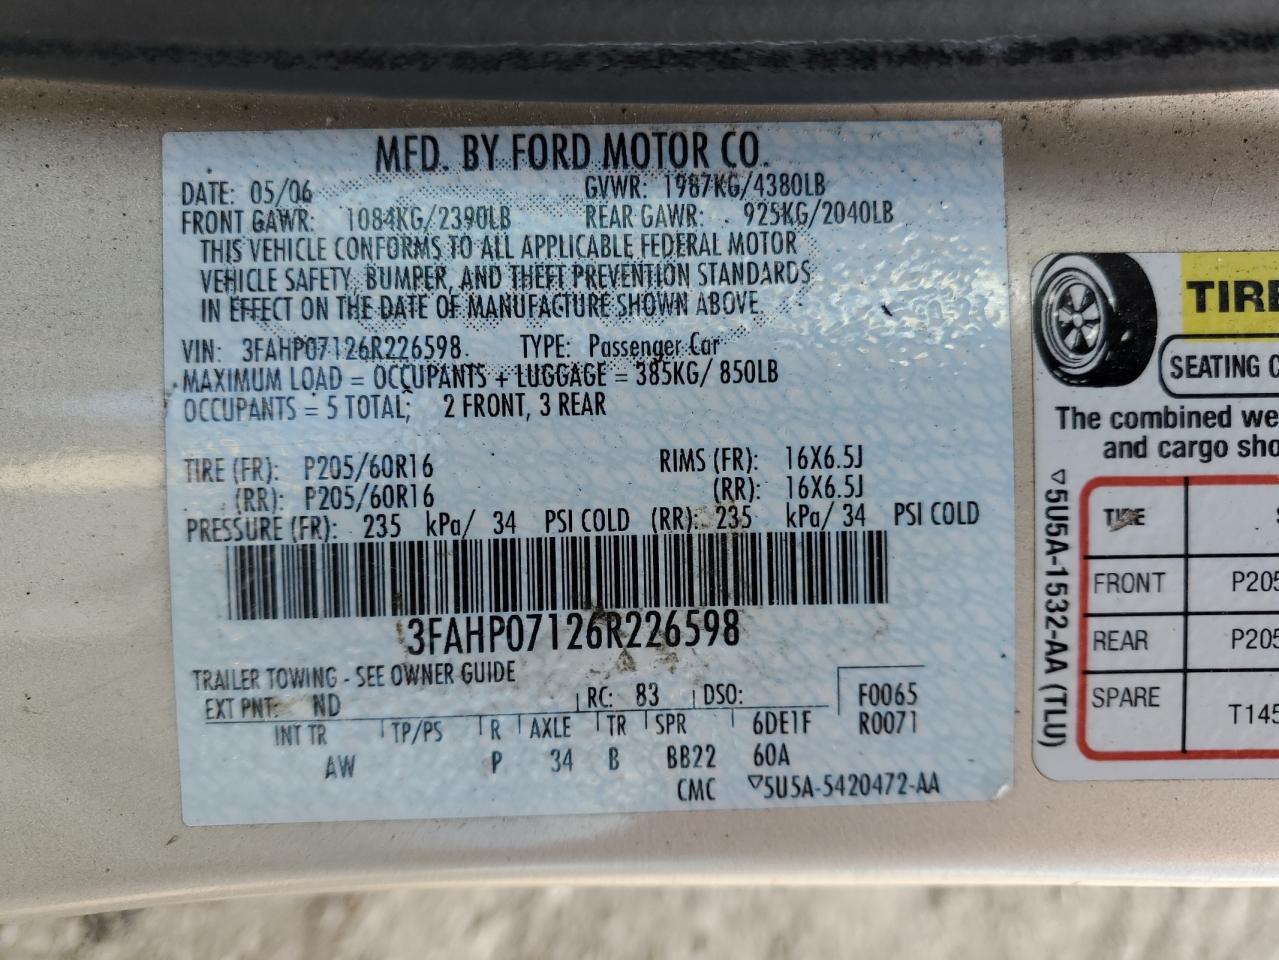 MFD. BY FORD MOTOR CO.
DATE: 05/06 GVWR: 1987KG/4380LB
FRONT GAWR: 1084KG/2390LB REAR GAWR: 925KG/2040LB
THIS VEHICLE CONFORMS TO ALL APPLICABLE FEDERAL MOTOR
VEHICLE SAFETY, BUMPER, AND THEFT PREVENTION STANDARDS
IN EFFECT ON THE DATE OF MANUFACTURE SHOWN ABOVE.
VIN: 3FAHP07126R226598 TYPE: Passenger Car
MAXIMUM LOAD = OCCUPANTS + LUGGAGE = 385KG/ 850LB
OCCUPANTS = 5 TOTAL; 2 FRONT, 3 REAR
TIRE (FR): P205/60R16 RIMS (FR): 16X6.5J
(RR): P205/60R16 (RR): 16X6.5J
PRESSURE (FR): 235 kPa/ 34 PSI COLD (RR): 235 kPa/ 34 PSI COLD
3FAHP07126R226598
TRAILER TOWING - SEE OWNER GUIDE
EXT PNT: ND RC: 83 DSO: F0065
INT TR TP/PS R AXLE TR SPR 6DE1F R0071
AW P 34 B BB22 60A
CMC ▽5U5A-5420472-AA
TIRE
SEATING C
The combined we
and cargo sho
▽5U5A-1532-AA (TLU)
TIRE S
FRONT P205
REAR P205
SPARE T145